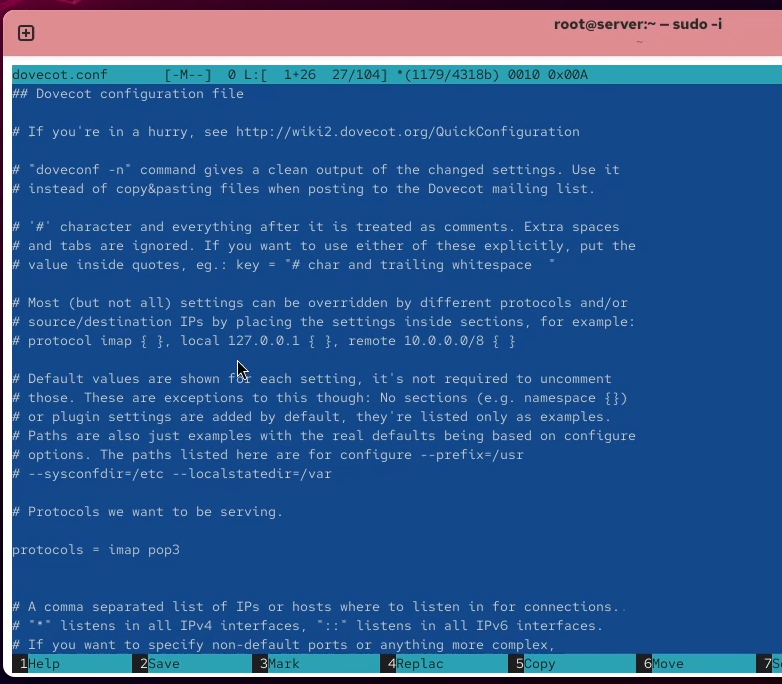 root@server:~ — sudo -i
~
dovecot.conf [-M--] 0 L:[ 1+26 27/104] *(1179/4318b) 0010 0x00A
## Dovecot configuration file
# If you're in a hurry, see http://wiki2.dovecot.org/QuickConfiguration
# "doveconf -n" command gives a clean output of the changed settings. Use it
# instead of copy&pasting files when posting to the Dovecot mailing list.
# '#' character and everything after it is treated as comments. Extra spaces
# and tabs are ignored. If you want to use either of these explicitly, put the
# value inside quotes, eg.: key = "# char and trailing whitespace  "
# Most (but not all) settings can be overridden by different protocols and/or
# source/destination IPs by placing the settings inside sections, for example:
# protocol imap { }, local 127.0.0.1 { }, remote 10.0.0.0/8 { }
# Default values are shown for each setting, it's not required to uncomment
# those. These are exceptions to this though: No sections (e.g. namespace {})
# or plugin settings are added by default, they're listed only as examples.
# Paths are also just examples with the real defaults being based on configure
# options. The paths listed here are for configure --prefix=/usr
# --sysconfdir=/etc --localstatedir=/var
# Protocols we want to be serving.
protocols = imap pop3
# A comma separated list of IPs or hosts where to listen in for connections..
# "*" listens in all IPv4 interfaces, "::" listens in all IPv6 interfaces.
# If you want to specify non-default ports or anything more complex,
1Help 2Save 3Mark 4Replac 5Copy 6Move 7